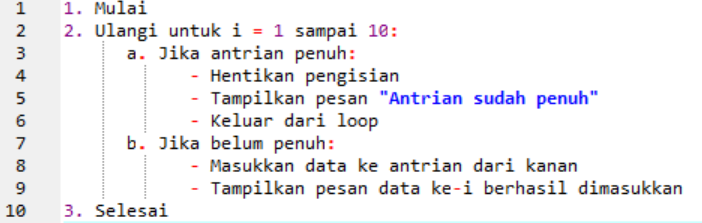 1 1. Mulai
2 2. Ulangi untuk i = 1 sampai 10:
3 a. Jika antrian penuh:
4 - Hentikan pengisian
5 - Tampilkan pesan "Antrian sudah penuh"
6 - Keluar dari loop
7 b. Jika belum penuh:
8 - Masukkan data ke antrian dari kanan
9 - Tampilkan pesan data ke-i berhasil dimasukkan
10 3. Selesai